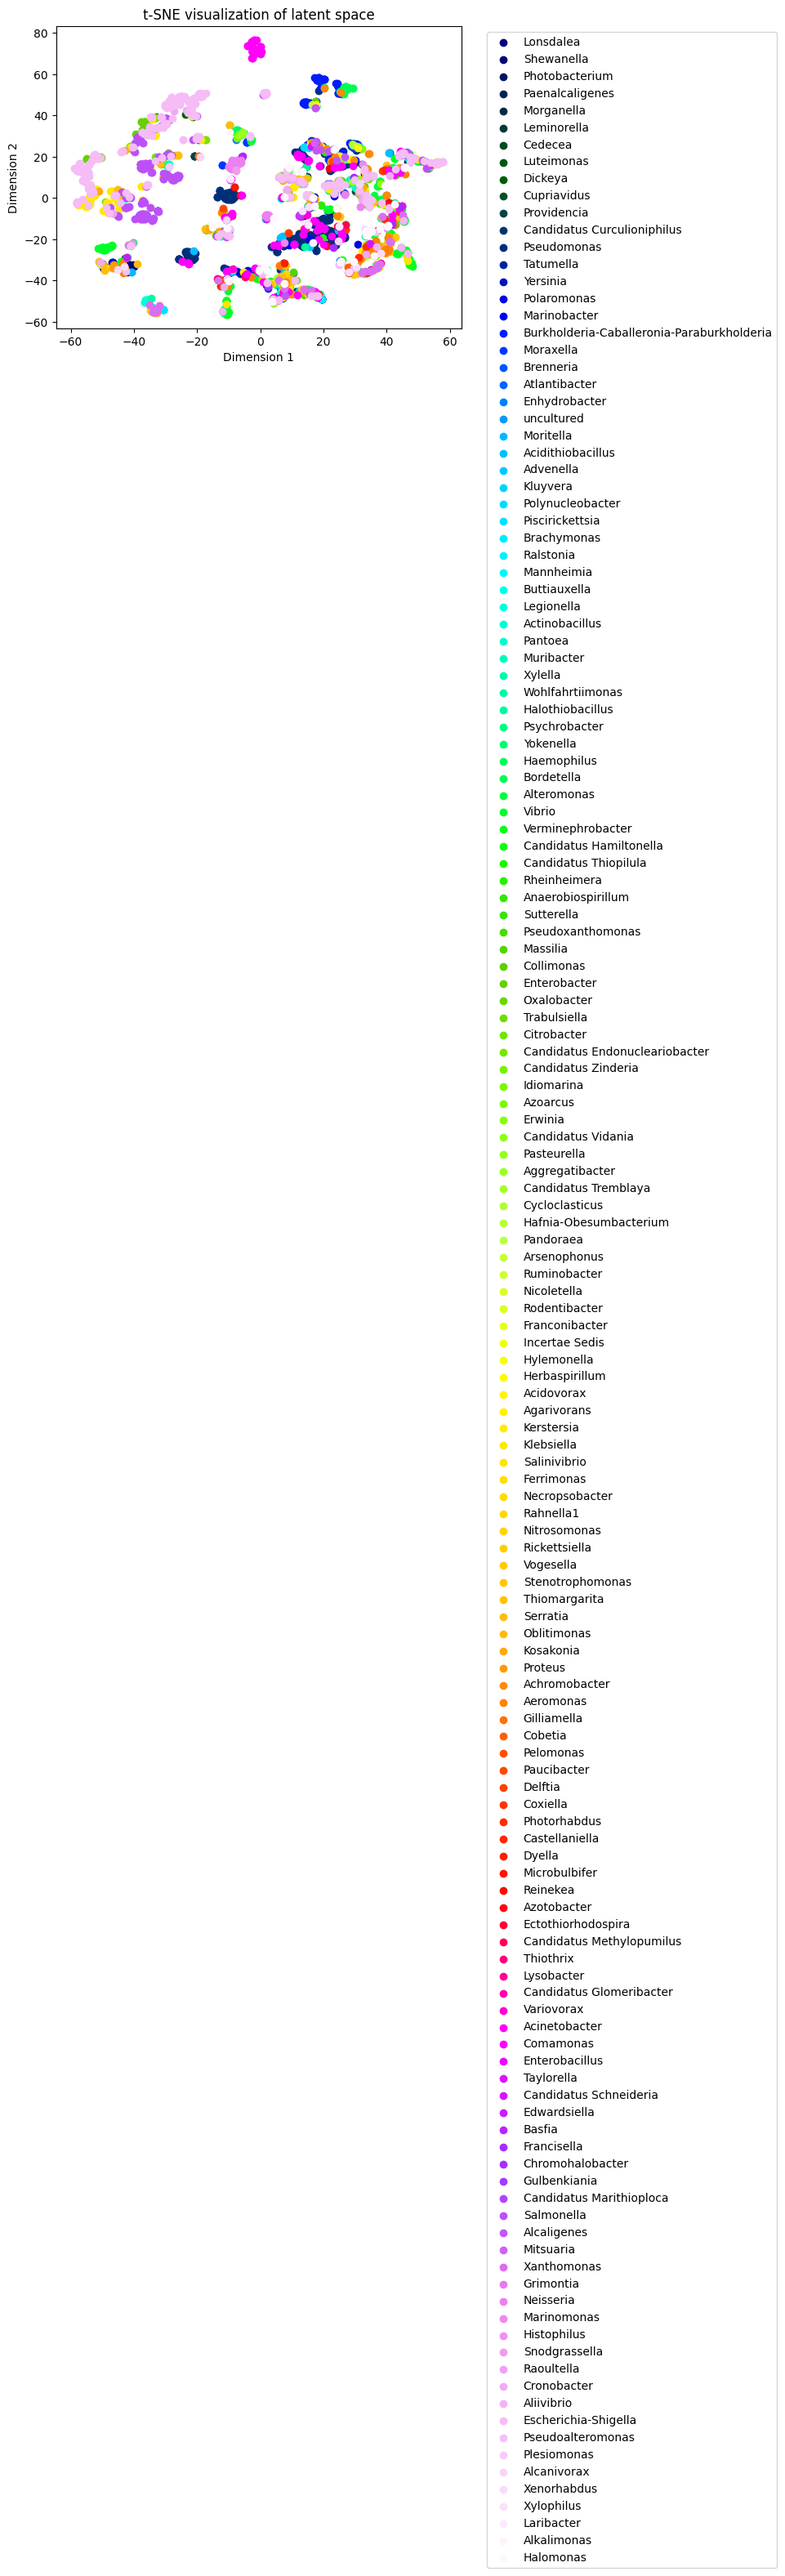 t-SNE visualization of latent space
80
60
40
20
0
−20
−40
−60
Dimension 2
−60
−40
−20
0
20
40
60
Dimension 1
Lonsdalea
Shewanella
Photobacterium
Paenalcaligenes
Morganella
Leminorella
Cedecea
Luteimonas
Dickeya
Cupriavidus
Providencia
Candidatus Curculioniphilus
Pseudomonas
Tatumella
Yersinia
Polaromonas
Marinobacter
Burkholderia-Caballeronia-Paraburkholderia
Moraxella
Brenneria
Atlantibacter
Enhydrobacter
uncultured
Moritella
Acidithiobacillus
Advenella
Kluyvera
Polynucleobacter
Piscirickettsia
Brachymonas
Ralstonia
Mannheimia
Buttiauxella
Legionella
Actinobacillus
Pantoea
Muribacter
Xylella
Wohlfahrtiimonas
Halothiobacillus
Psychrobacter
Yokenella
Haemophilus
Bordetella
Alteromonas
Vibrio
Verminephrobacter
Candidatus Hamiltonella
Candidatus Thiopilula
Rheinheimera
Anaerobiospirillum
Sutterella
Pseudoxanthomonas
Massilia
Collimonas
Enterobacter
Oxalobacter
Trabulsiella
Citrobacter
Candidatus Endonucleariobacter
Candidatus Zinderia
Idiomarina
Azoarcus
Erwinia
Candidatus Vidania
Pasteurella
Aggregatibacter
Candidatus Tremblaya
Cycloclasticus
Hafnia-Obesumbacterium
Pandoraea
Arsenophonus
Ruminobacter
Nicoletella
Rodentibacter
Franconibacter
Incertae Sedis
Hylemonella
Herbaspirillum
Acidovorax
Agarivorans
Kerstersia
Klebsiella
Salinivibrio
Ferrimonas
Necropsobacter
Rahnella1
Nitrosomonas
Rickettsiella
Vogesella
Stenotrophomonas
Thiomargarita
Serratia
Oblitimonas
Kosakonia
Proteus
Achromobacter
Aeromonas
Gilliamella
Cobetia
Pelomonas
Paucibacter
Delftia
Coxiella
Photorhabdus
Castellaniella
Dyella
Microbulbifer
Reinekea
Azotobacter
Ectothiorhodospira
Candidatus Methylopumilus
Thiothrix
Lysobacter
Candidatus Glomeribacter
Variovorax
Acinetobacter
Comamonas
Enterobacillus
Taylorella
Candidatus Schneideria
Edwardsiella
Basfia
Francisella
Chromohalobacter
Gulbenkiania
Candidatus Marithioploca
Salmonella
Alcaligenes
Mitsuaria
Xanthomonas
Grimontia
Neisseria
Marinomonas
Histophilus
Snodgrassella
Raoultella
Cronobacter
Aliivibrio
Escherichia-Shigella
Pseudoalteromonas
Plesiomonas
Alcanivorax
Xenorhabdus
Xylophilus
Laribacter
Alkalimonas
Halomonas